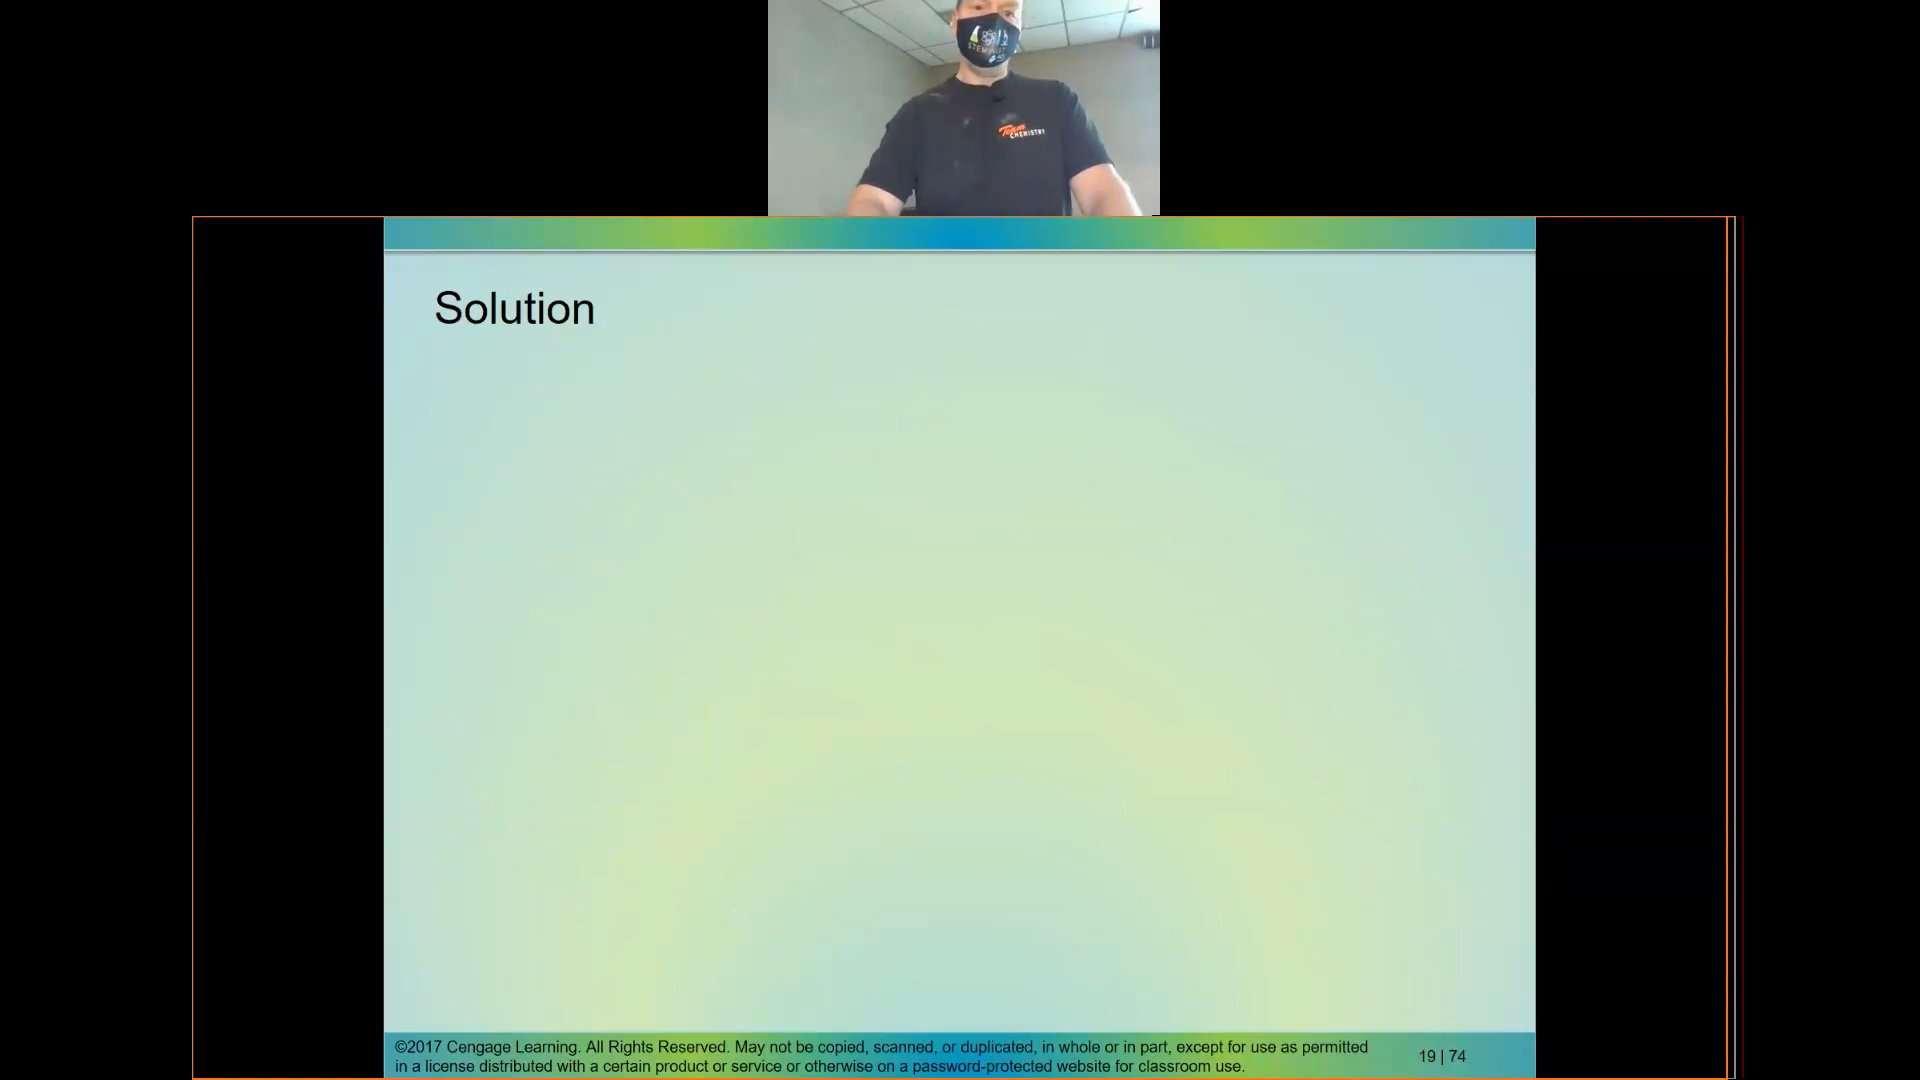 Team
CHEMISTRY
Solution
©2017 Cengage Learning. All Rights Reserved. May not be copied, scanned, or duplicated, in whole or in part, except for use as permitted
in a license distributed with a certain product or service or otherwise on a password-protected website for classroom use.
19 | 74